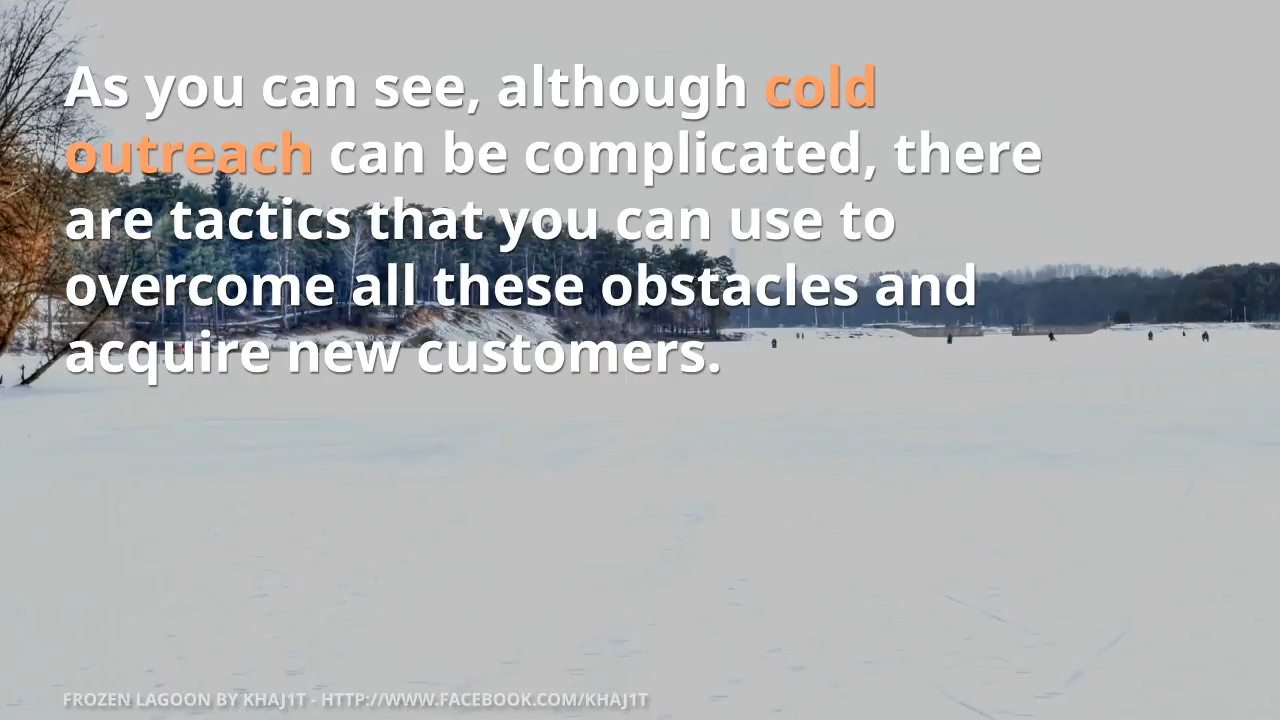 As you can see, although cold
outreach can be complicated, there
are tactics that you can use to
overcome all these obstacles and
acquire new customers.
FROZEN LAGOON BY KHAJ1T - HTTP://WWW.FACEBOOK.COM/KHAJ1T